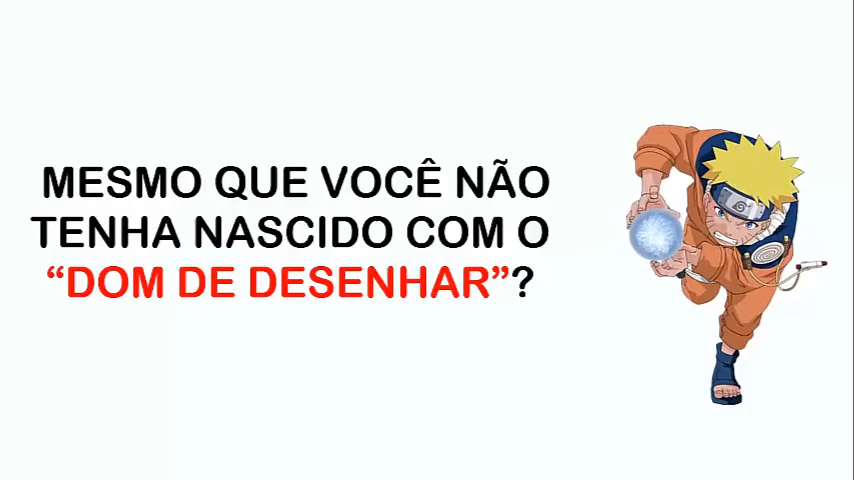 MESMO QUE VOCÊ NÃO
TENHA NASCIDO COM O
“DOM DE DESENHAR”?